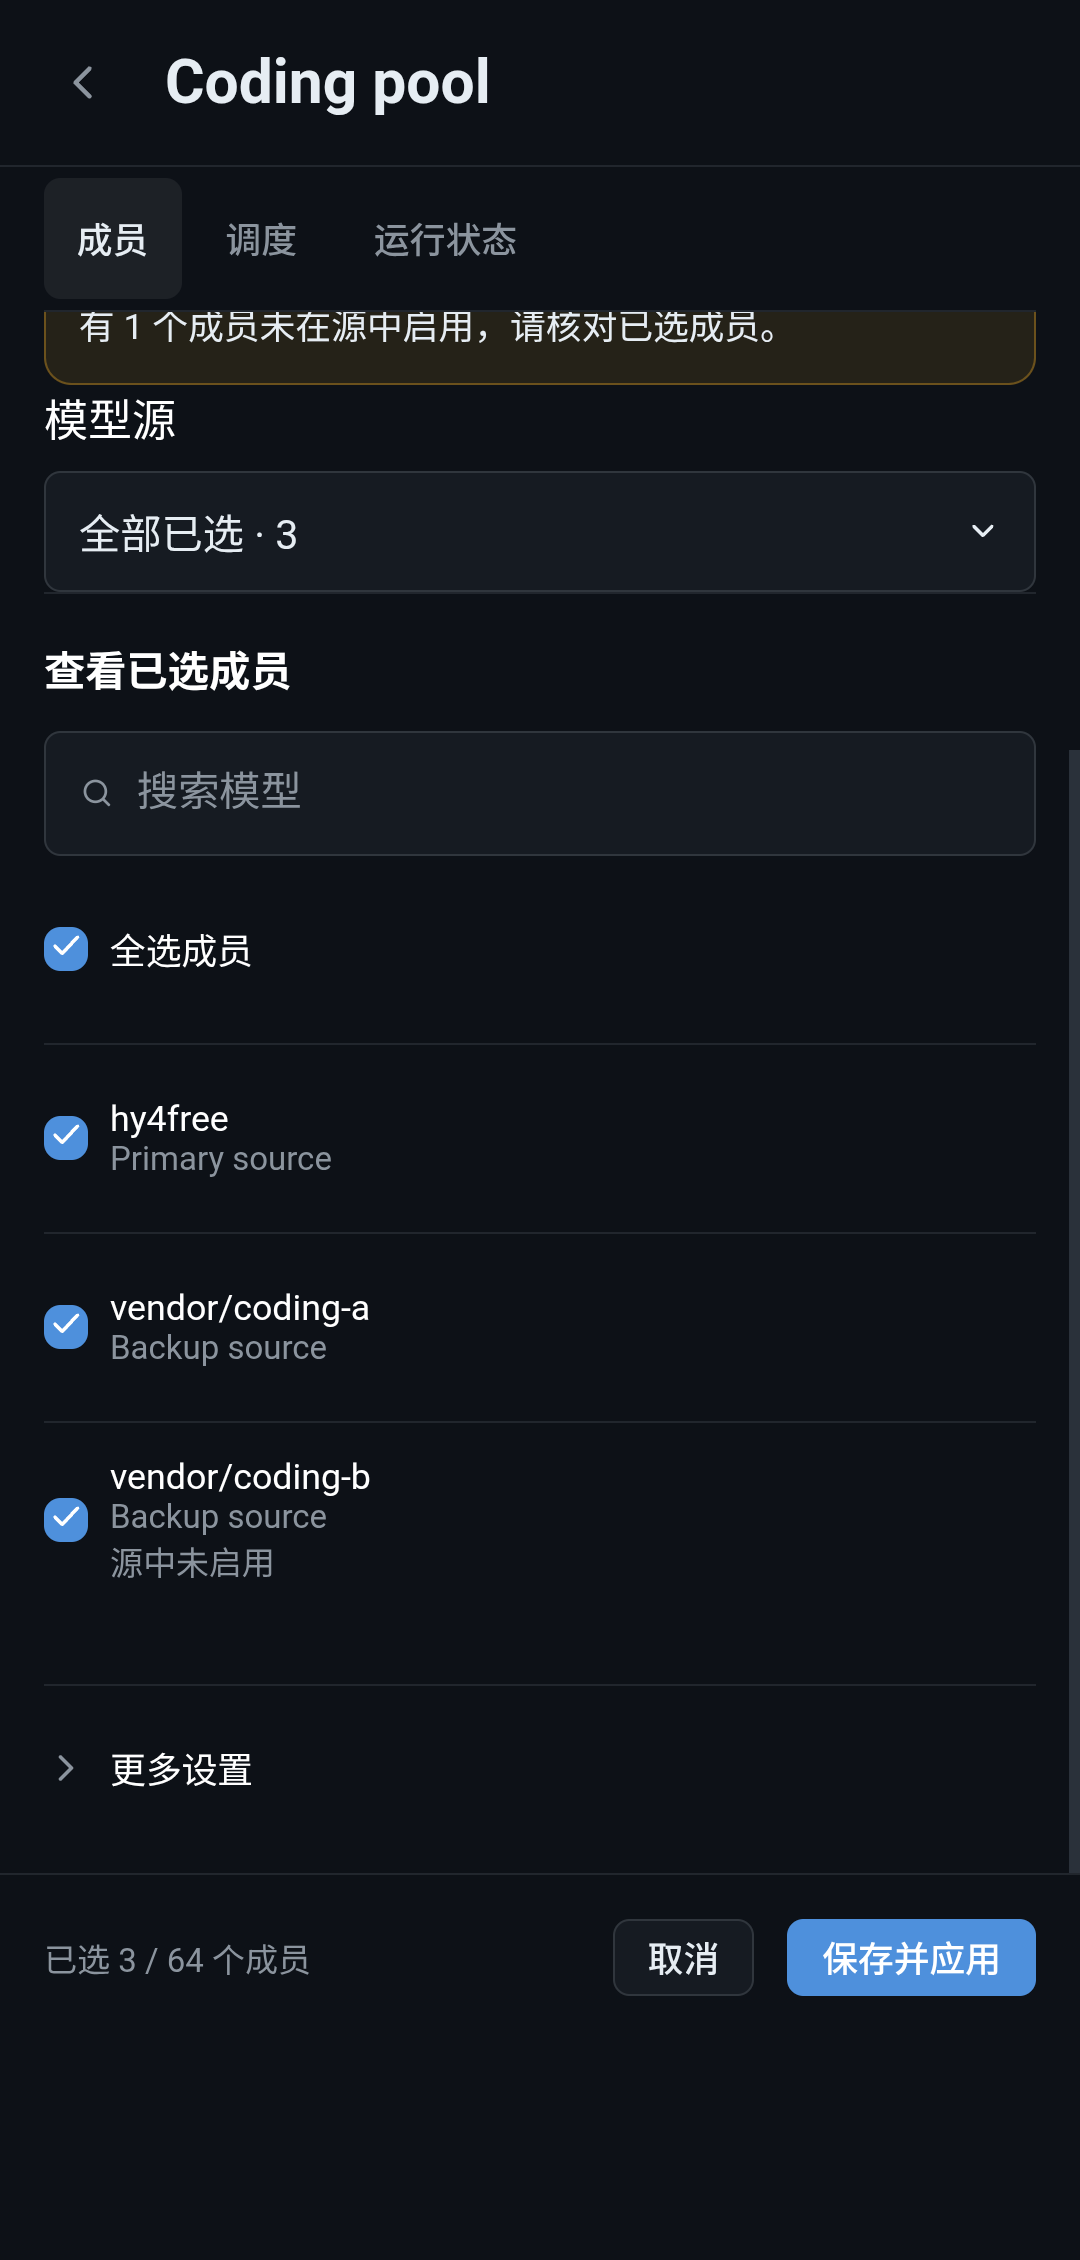 Coding pool
成员
调度
运行状态
有 1 个成员未在源中启用，请核对已选成员。
模型源
全部已选 · 3
查看已选成员
搜索模型
全选成员
hy4free
Primary source
vendor/coding-a
Backup source
vendor/coding-b
Backup source
源中未启用
更多设置
已选 3 / 64 个成员
取消
保存并应用